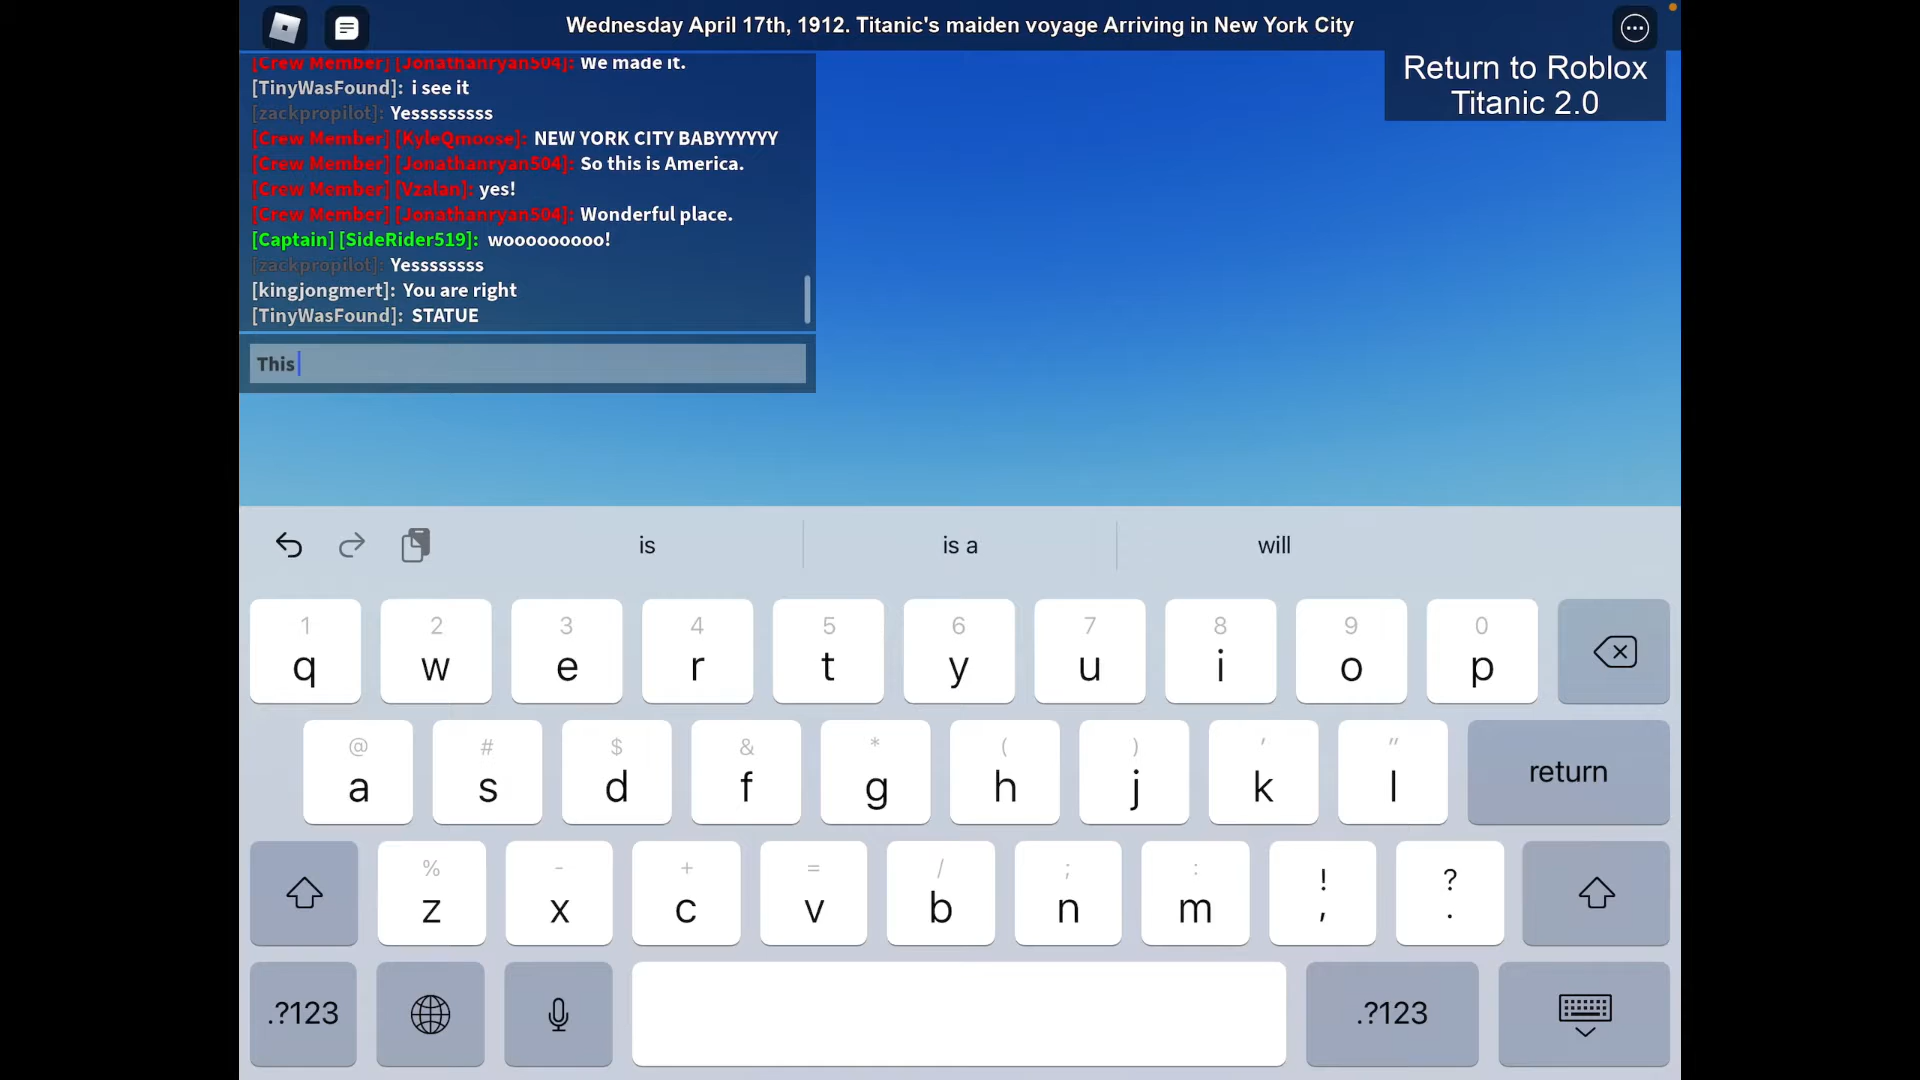 Wednesday April 17th, 1912. Titanic's maiden voyage Arriving in New York City
Return to Roblox
Titanic 2.0
[Crew Member] [Jonathanryan504]: We made it.
[TinyWasFound]: i see it
[zackpropilot]: Yesssssssss
[Crew Member] [KyleQmoose]: NEW YORK CITY BABYYYYYY
[Crew Member] [Jonathanryan504]: So this is America.
[Crew Member] [Vzalan]: yes!
[Crew Member] [Jonathanryan504]: Wonderful place.
[Captain] [SideRider519]: wooooooooo!
[zackpropilot]: Yessssssss
[kingjongmert]: You are right
[TinyWasFound]: STATUE
This
is is a will
1 2 3 4 5 6 7 8 9 0
q w e r t y u i o p
@ # $ & * ( ) ' "
a s d f g h j k l return
% - + = / ; : ! ?
z x c v b n m , .
.?123 .?123